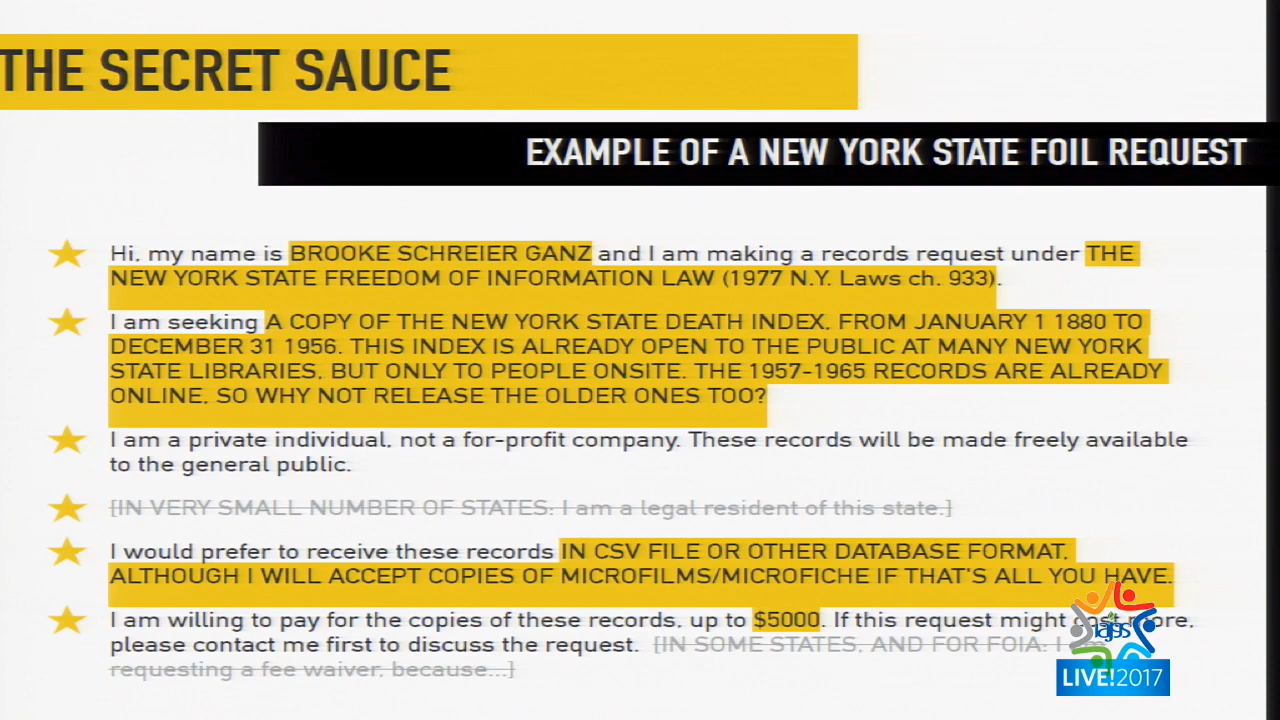 THE SECRET SAUCE
EXAMPLE OF A NEW YORK STATE FOIL REQUEST
Hi, my name is BROOKE SCHREIER GANZ and I am making a records request under THE
NEW YORK STATE FREEDOM OF INFORMATION LAW (1977 N.Y. Laws ch. 933).
I am seeking A COPY OF THE NEW YORK STATE DEATH INDEX, FROM JANUARY 1 1880 TO
DECEMBER 31 1956. THIS INDEX IS ALREADY OPEN TO THE PUBLIC AT MANY NEW YORK
STATE LIBRARIES, BUT ONLY TO PEOPLE ONSITE. THE 1957-1965 RECORDS ARE ALREADY
ONLINE, SO WHY NOT RELEASE THE OLDER ONES TOO?
I am a private individual, not a for-profit company. These records will be made freely available
to the general public.
[IN VERY SMALL NUMBER OF STATES: I am a legal resident of this state.]
I would prefer to receive these records IN CSV FILE OR OTHER DATABASE FORMAT,
ALTHOUGH I WILL ACCEPT COPIES OF MICROFILMS/MICROFICHE IF THAT'S ALL YOU HAVE.
I am willing to pay for the copies of these records, up to $5000. If this request might cost more,
please contact me first to discuss the request. [IN SOME STATES, AND FOR FOIA: I am
requesting a fee waiver, because...]
iajgs
LIVE!2017